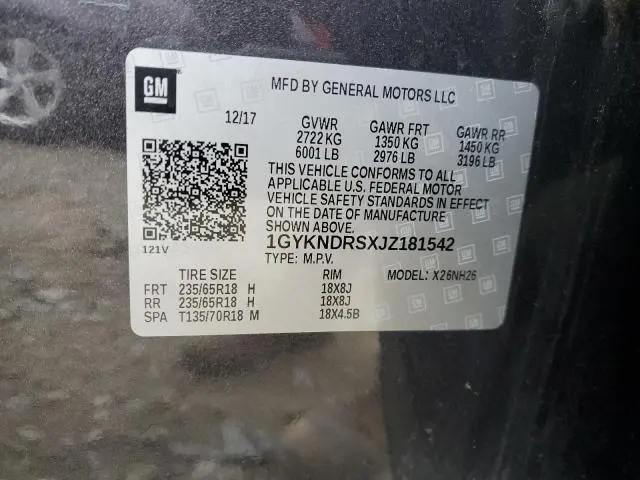 GM
MFD BY GENERAL MOTORS LLC
12/17 GVWR GAWR FRT GAWR RR
2722 KG 1350 KG 1450 KG
6001 LB 2976 LB 3196 LB
THIS VEHICLE CONFORMS TO ALL
APPLICABLE U.S. FEDERAL MOTOR
VEHICLE SAFETY STANDARDS IN EFFECT
ON THE DATE OF MANUFACTURE
SHOWN ABOVE.
1GYKNDRSXJZ181542
121V TYPE: M.P.V.
TIRE SIZE RIM MODEL: X26NH26
FRT 235/65R18 H 18X8J
RR 235/65R18 H 18X8J
SPA T135/70R18 M 18X4.5B